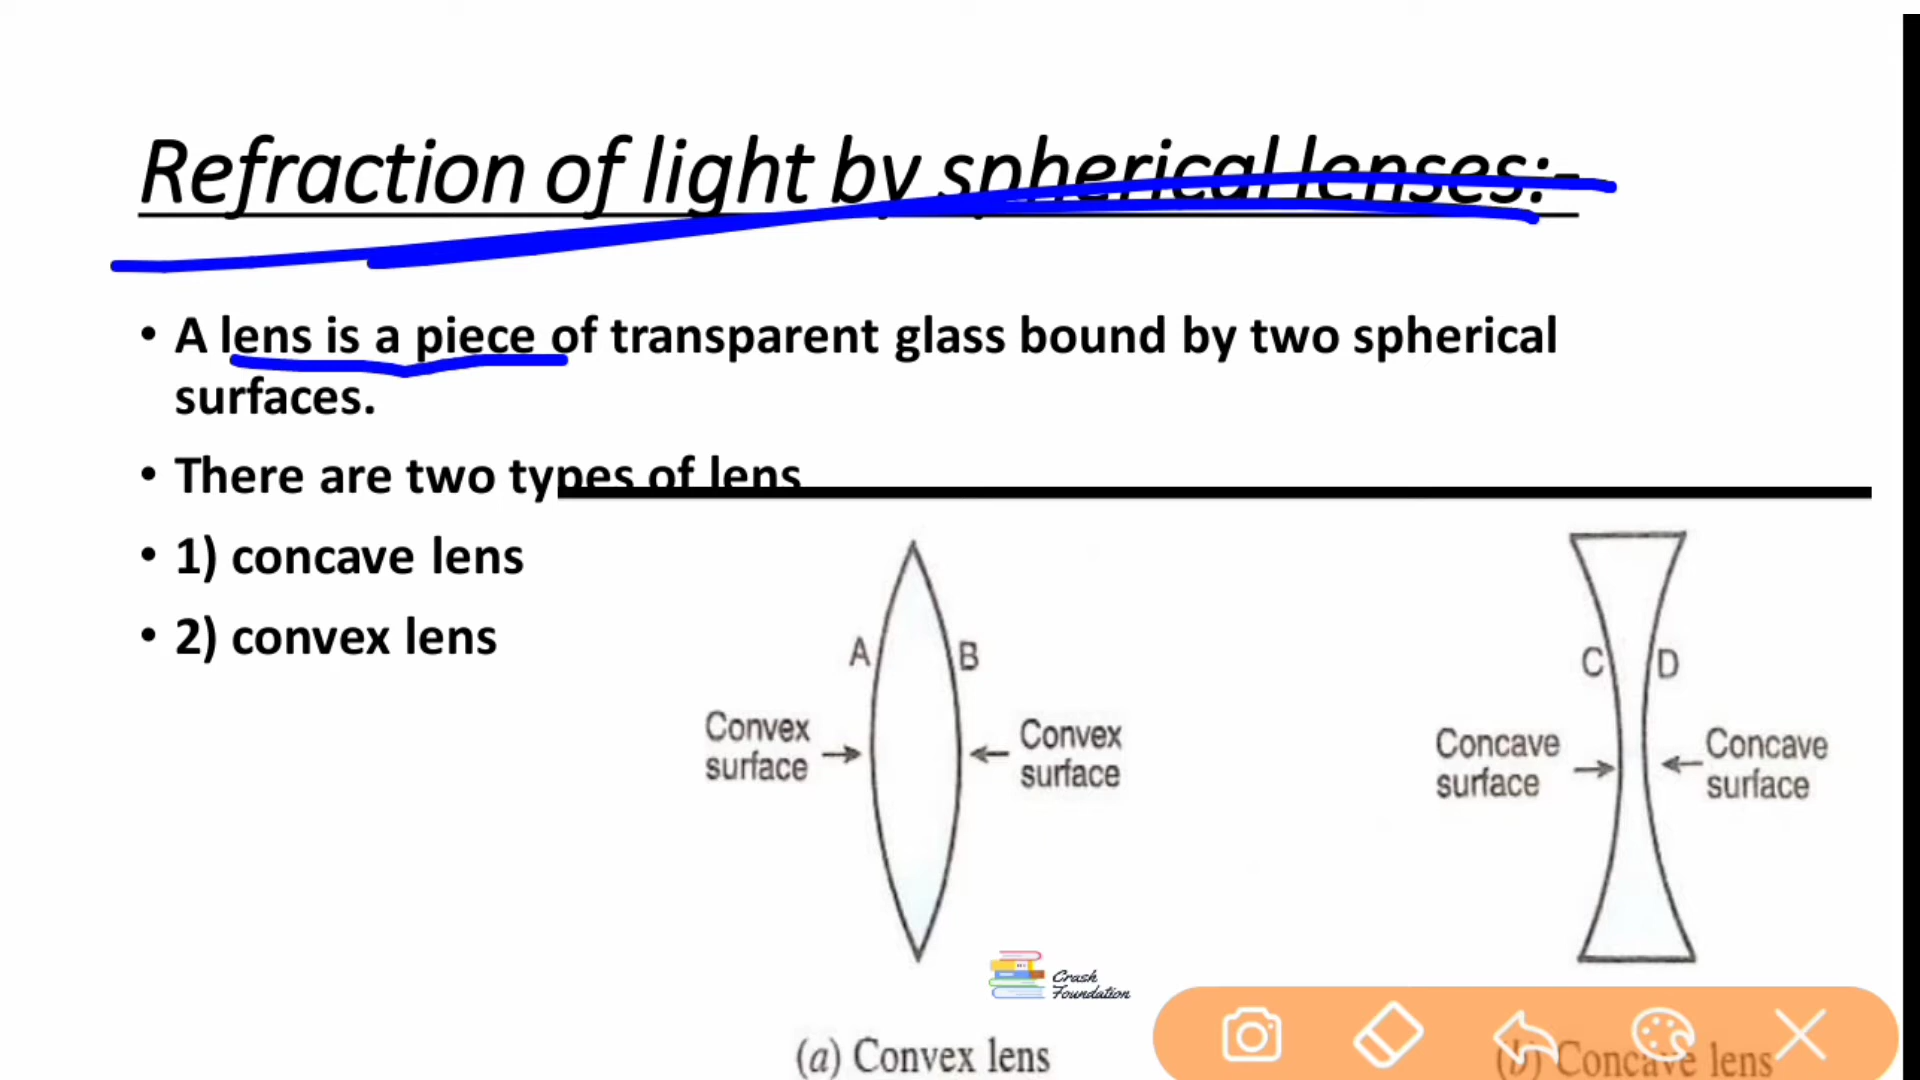 Refraction of light by spherical lenses:-
• A lens is a piece of transparent glass bound by two spherical
surfaces.
• There are two types of lens
• 1) concave lens
• 2) convex lens
A
B
Convex
surface
Convex
surface
(a) Convex lens
C
D
Concave
surface
Concave
surface
(b) Concave lens
Crash
Foundation